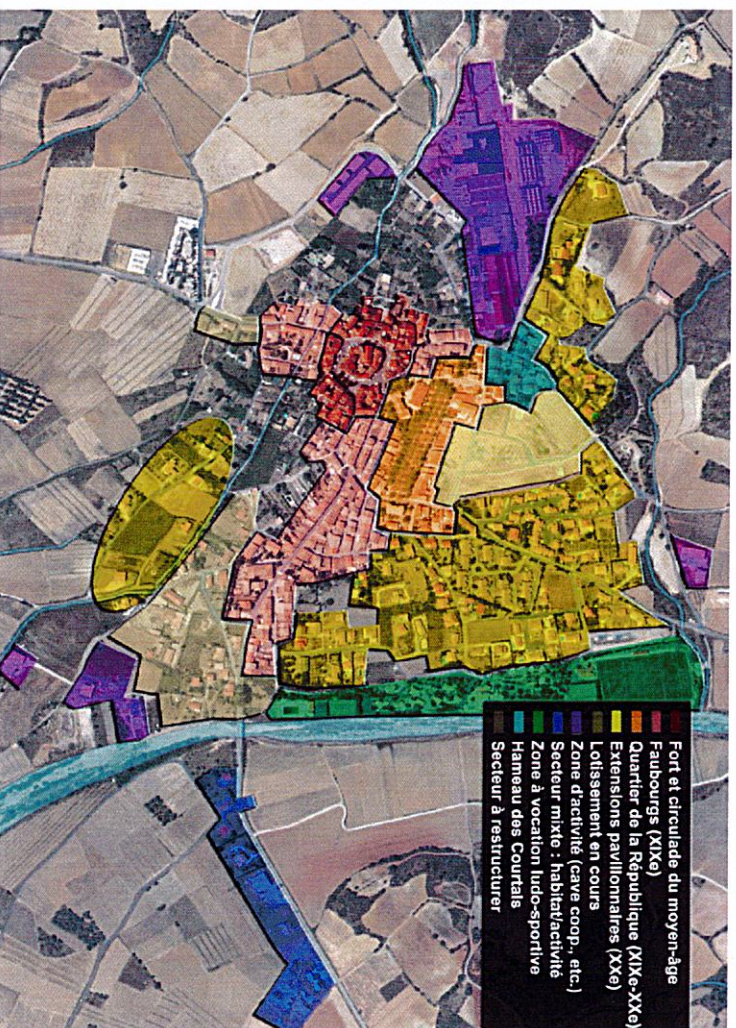 Fort et circulade du moyen-âge
Faubourgs (XIXe)
Quartier de la République (XIXe-XXe)
Extensions pavillonnaires (XXe)
Lotissement en cours
Zone d'activité (cave coop., etc.)
Secteur mixte : habitat/activité
Zone à vocation ludo-sportive
Hameau des Courtals
Secteur à restructurer